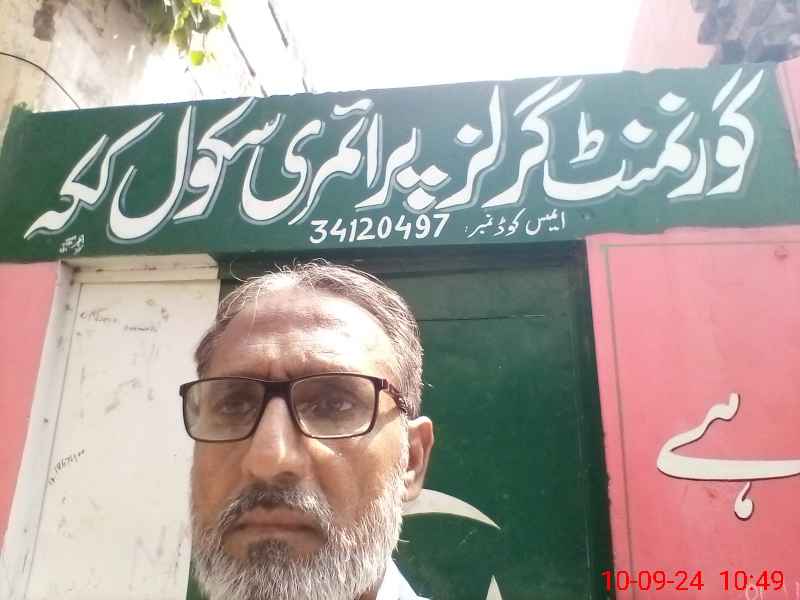 گورنمنٹ گرلز پرائمری سکول ککہ
ایمس کوڈ نمبر: 34120497
ہے
10-09-24 10:49